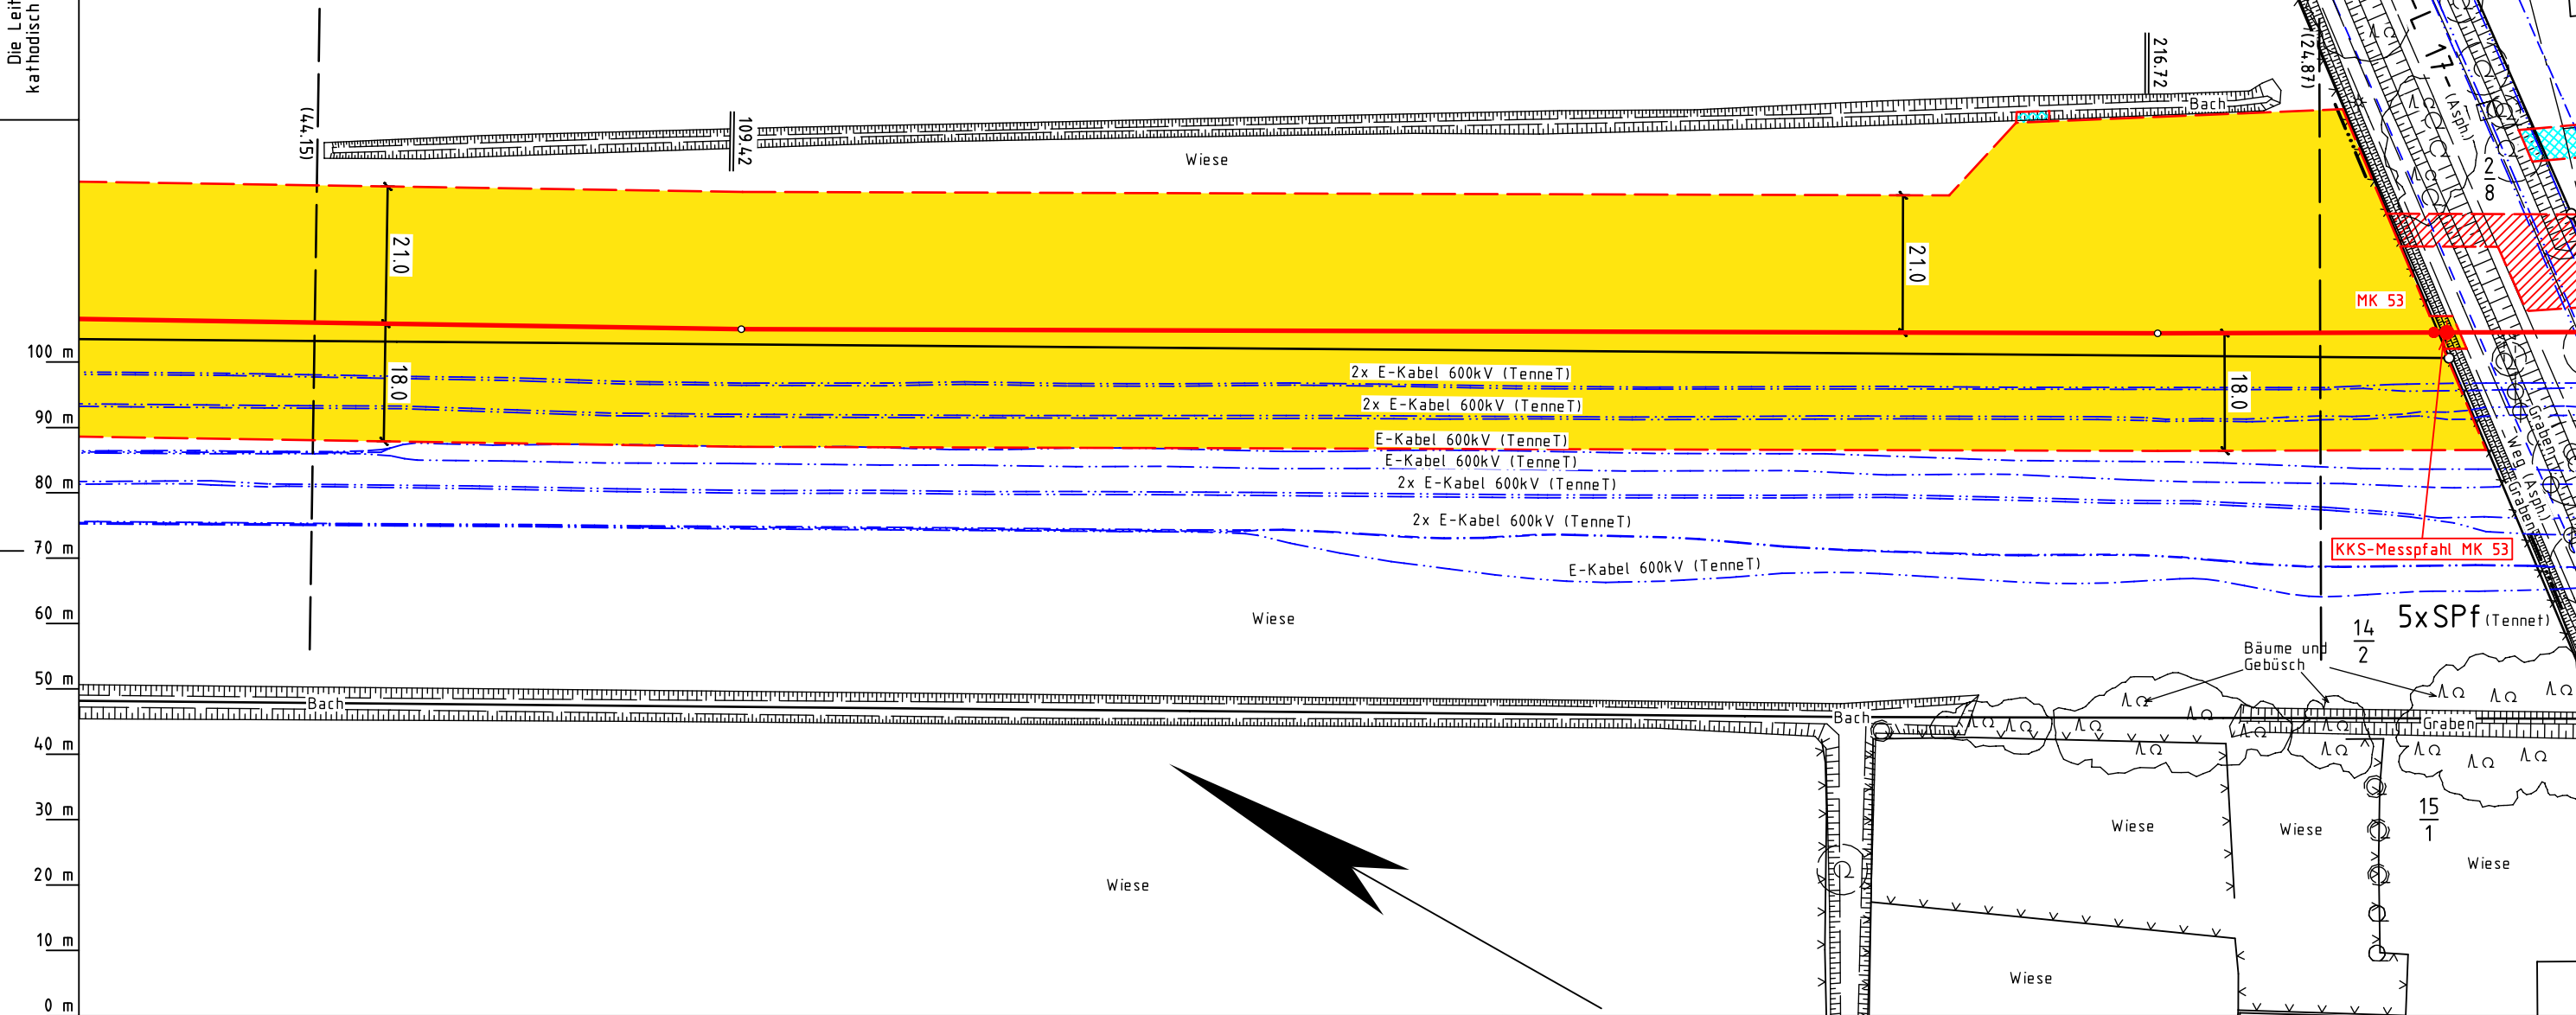 Die Leit
kathodisch
(44.15)
109.42
216.72
(24.87)
L 17
(Asph.)
Bach
Wiese
2
8
21.0
21.0
MK 53
18.0
18.0
100 m
90 m
80 m
70 m
60 m
50 m
40 m
30 m
20 m
10 m
0 m
2x E-Kabel 600kV (TenneT)
2x E-Kabel 600kV (TenneT)
E-Kabel 600kV (TenneT)
E-Kabel 600kV (TenneT)
2x E-Kabel 600kV (TenneT)
2x E-Kabel 600kV (TenneT)
E-Kabel 600kV (TenneT)
Graben
Weg (Asph.)
Graben
KKS-Messpfahl MK 53
Wiese
5xSPf (Tennet)
14
2
Bäume und
Gebüsch
Bach
Bach
Graben
15
1
Wiese
Wiese
Wiese
Wiese
Wiese